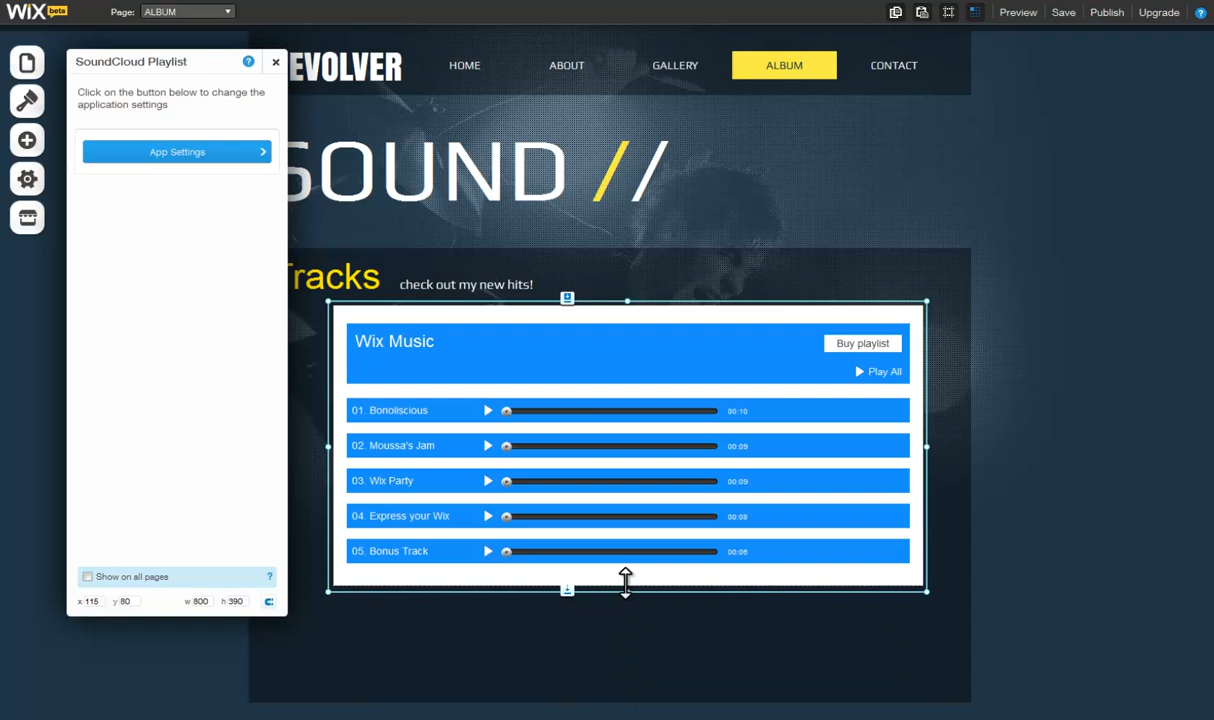 WiX beta Page: ALBUM Preview Save Publish Upgrade ?
SoundCloud Playlist ?
Click on the button below to change the
application settings
App Settings
Show on all pages ?
x 115 y 80 w 800 h 390
EVOLVER HOME ABOUT GALLERY ALBUM CONTACT
SOUND //
Tracks check out my new hits!
Wix Music Buy playlist
Play All
01. Bonoliscious 00:10
02. Moussa's Jam 00:09
03. Wix Party 00:09
04. Express your Wix 00:08
05. Bonus Track 00:06